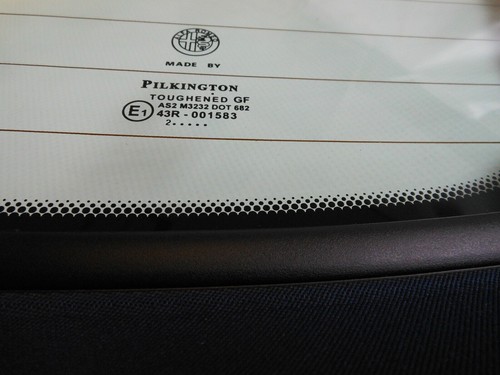 MADE BY
PILKINGTON
TOUGHENED GF
AS2 M3232 DOT 682
E1 43R - 001583
2.....